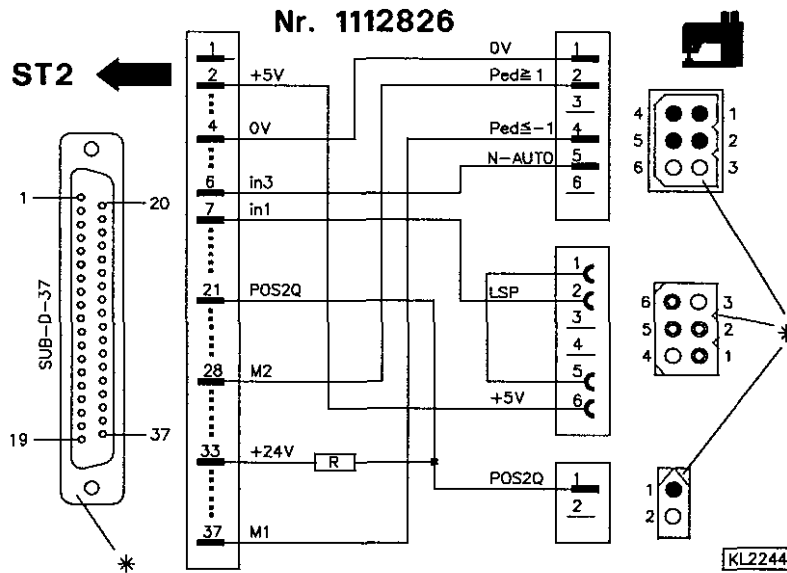 Nr. 1112826
ST2
1
20
SUB-D-37
19
37
1
2 +5V
4 0V
6 in3
7 in1
21 POS2Q
28 M2
33 +24V
R
37 M1
0V 1
Ped≧1 2
3
Ped≦-1 4
N-AUTO 5
6
1
LSP 2
3
4
5
+5V 6
POS2Q 1
2
4 1
5 2
6 3
6 3
5 2
4 1
*
1
2
*
KL2244